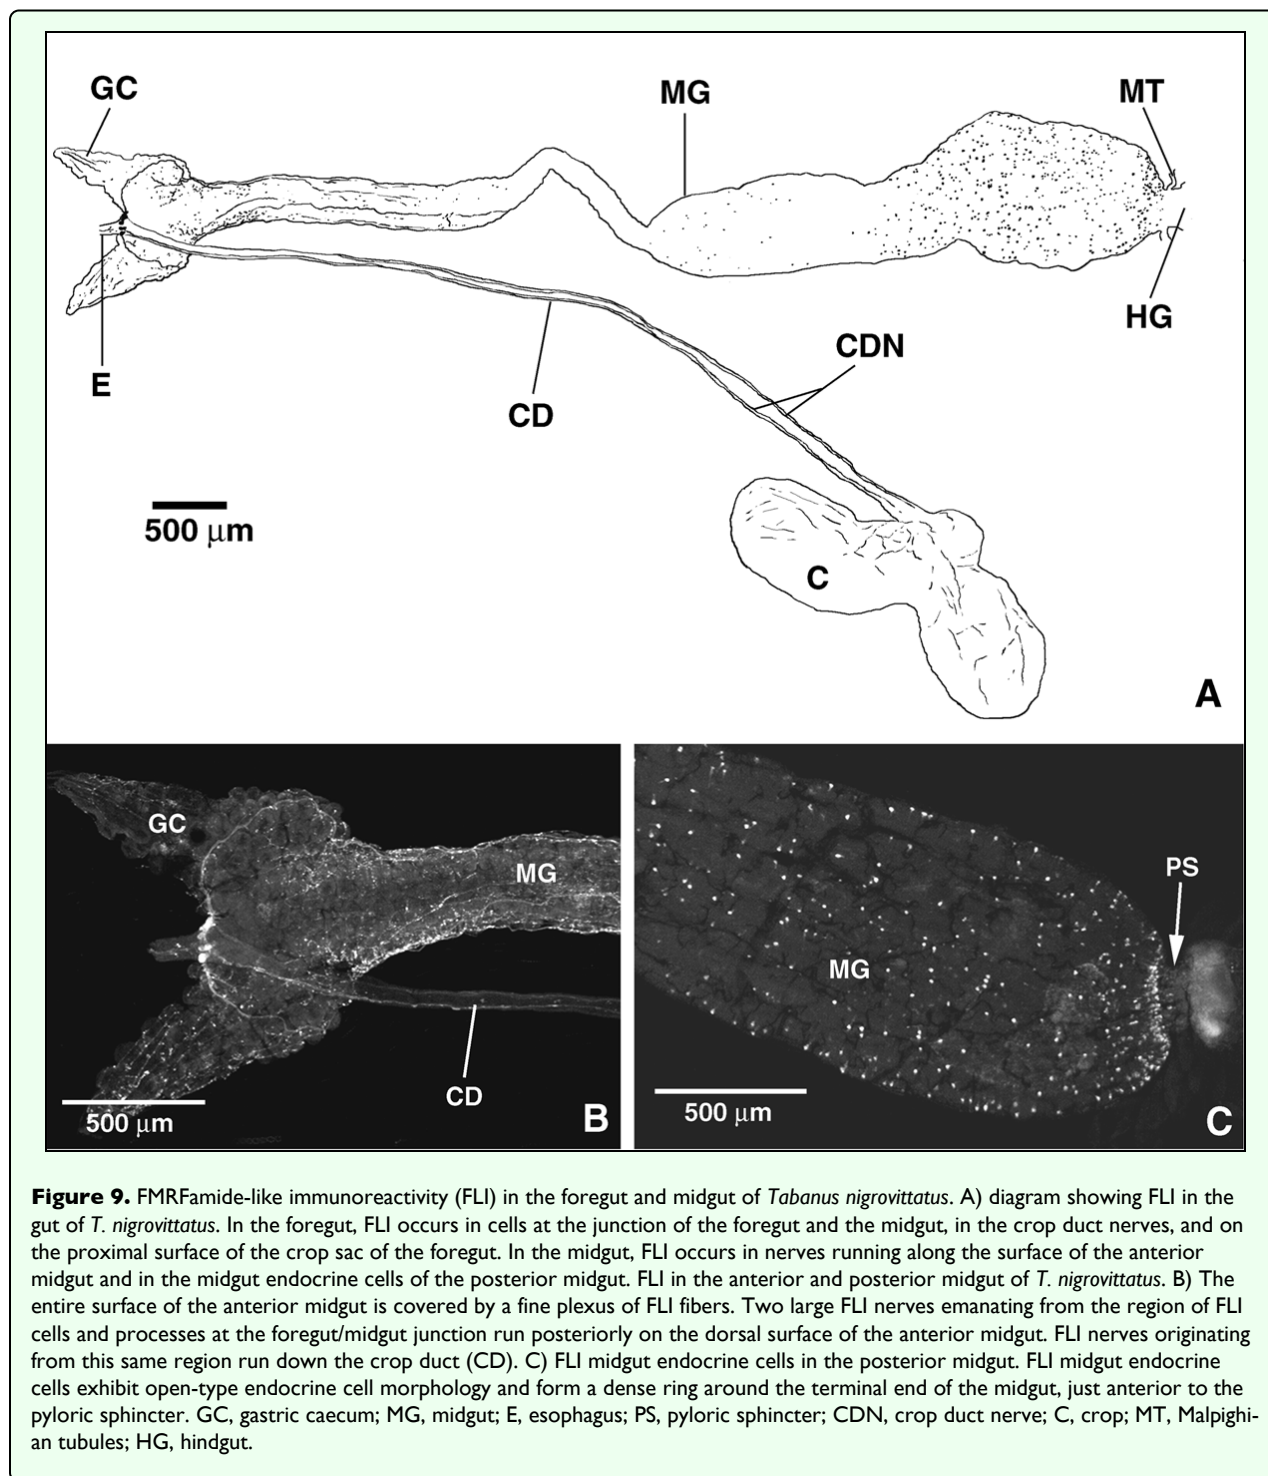 GC
MG
MT
HG
E
CD
CDN
500 μm
C
A
GC
MG
CD
500 μm
B
PS
MG
500 μm
C
Figure 9. FMRFamide-like immunoreactivity (FLI) in the foregut and midgut of Tabanus nigrovittatus. A) diagram showing FLI in the
gut of T. nigrovittatus. In the foregut, FLI occurs in cells at the junction of the foregut and the midgut, in the crop duct nerves, and on
the proximal surface of the crop sac of the foregut. In the midgut, FLI occurs in nerves running along the surface of the anterior
midgut and in the midgut endocrine cells of the posterior midgut. FLI in the anterior and posterior midgut of T. nigrovittatus. B) The
entire surface of the anterior midgut is covered by a fine plexus of FLI fibers. Two large FLI nerves emanating from the region of FLI
cells and processes at the foregut/midgut junction run posteriorly on the dorsal surface of the anterior midgut. FLI nerves originating
from this same region run down the crop duct (CD). C) FLI midgut endocrine cells in the posterior midgut. FLI midgut endocrine
cells exhibit open-type endocrine cell morphology and form a dense ring around the terminal end of the midgut, just anterior to the
pyloric sphincter. GC, gastric caecum; MG, midgut; E, esophagus; PS, pyloric sphincter; CDN, crop duct nerve; C, crop; MT, Malpighi-
an tubules; HG, hindgut.